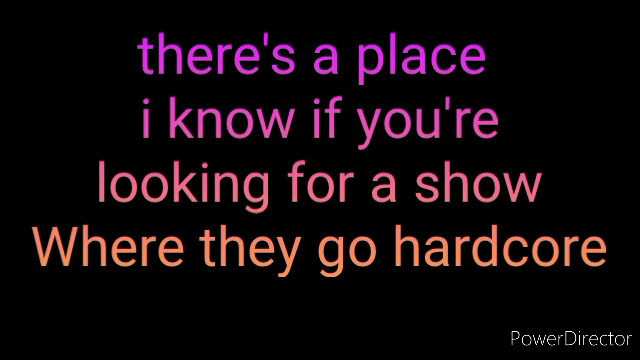 there's a place
i know if you're
looking for a show
Where they go hardcore
PowerDirector